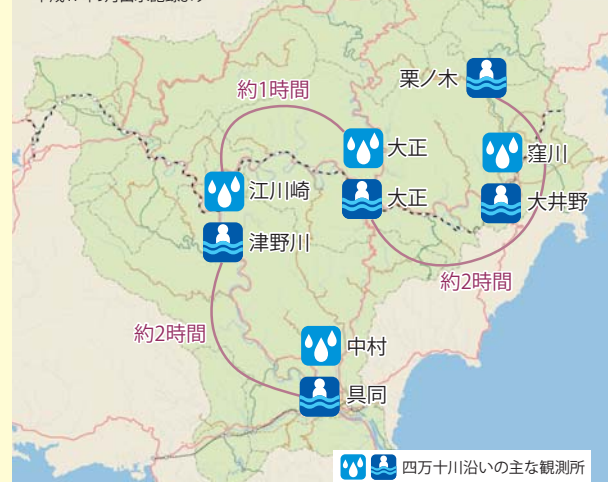 栗ノ木
約1時間
大正
窪川
江川崎
大正
大井野
津野川
約2時間
約2時間
中村
具同
四万十川沿いの主な観測所